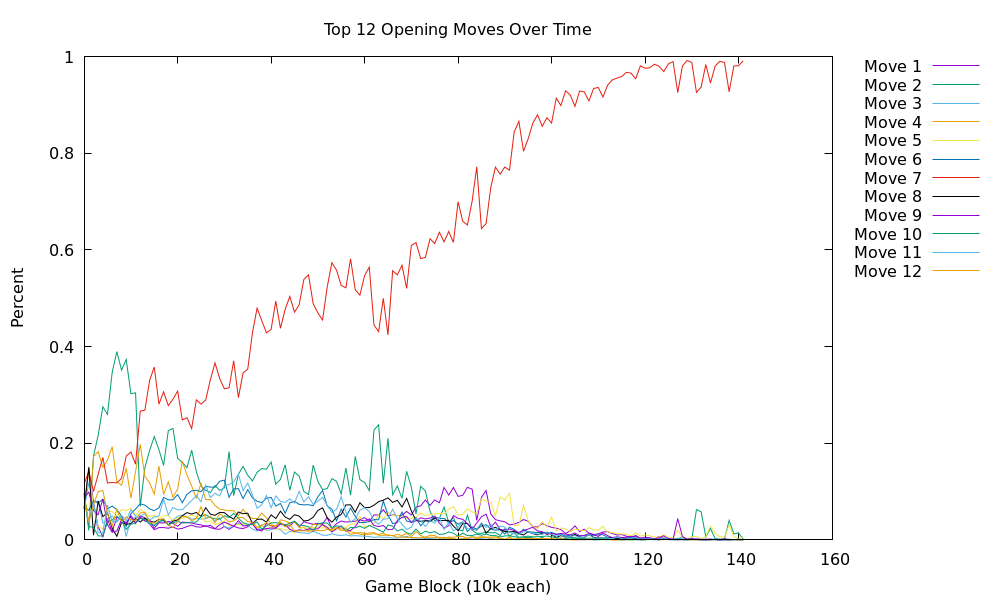 Top 12 Opening Moves Over Time
1
0.8
0.6
0.4
0.2
0
0
20
40
60
80
100
120
140
160
Percent
Game Block (10k each)
Move 1
Move 2
Move 3
Move 4
Move 5
Move 6
Move 7
Move 8
Move 9
Move 10
Move 11
Move 12